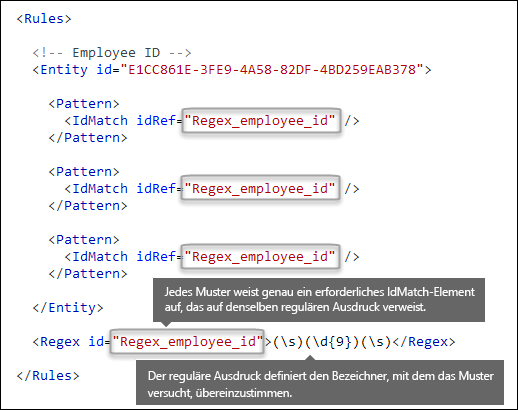 <Rules>
<!-- Employee ID -->
<Entity id="E1CC861E-3FE9-4A58-82DF-4BD259EAB378">
<Pattern>
<IdMatch idRef="Regex_employee_id" />
</Pattern>
<Pattern>
<IdMatch idRef="Regex_employee_id" />
</Pattern>
<Pattern>
<IdMatch idRef="Regex_employee_id" />
</Pattern>
</Entity>
Jedes Muster weist genau ein erforderliches IdMatch-Element
auf, das auf denselben regulären Ausdruck verweist.
<Regex id="Regex_employee_id">(\s)(\d{9})(\s)</Regex>
Der reguläre Ausdruck definiert den Bezeichner, mit dem das Muster
versucht, übereinzustimmen.
</Rules>